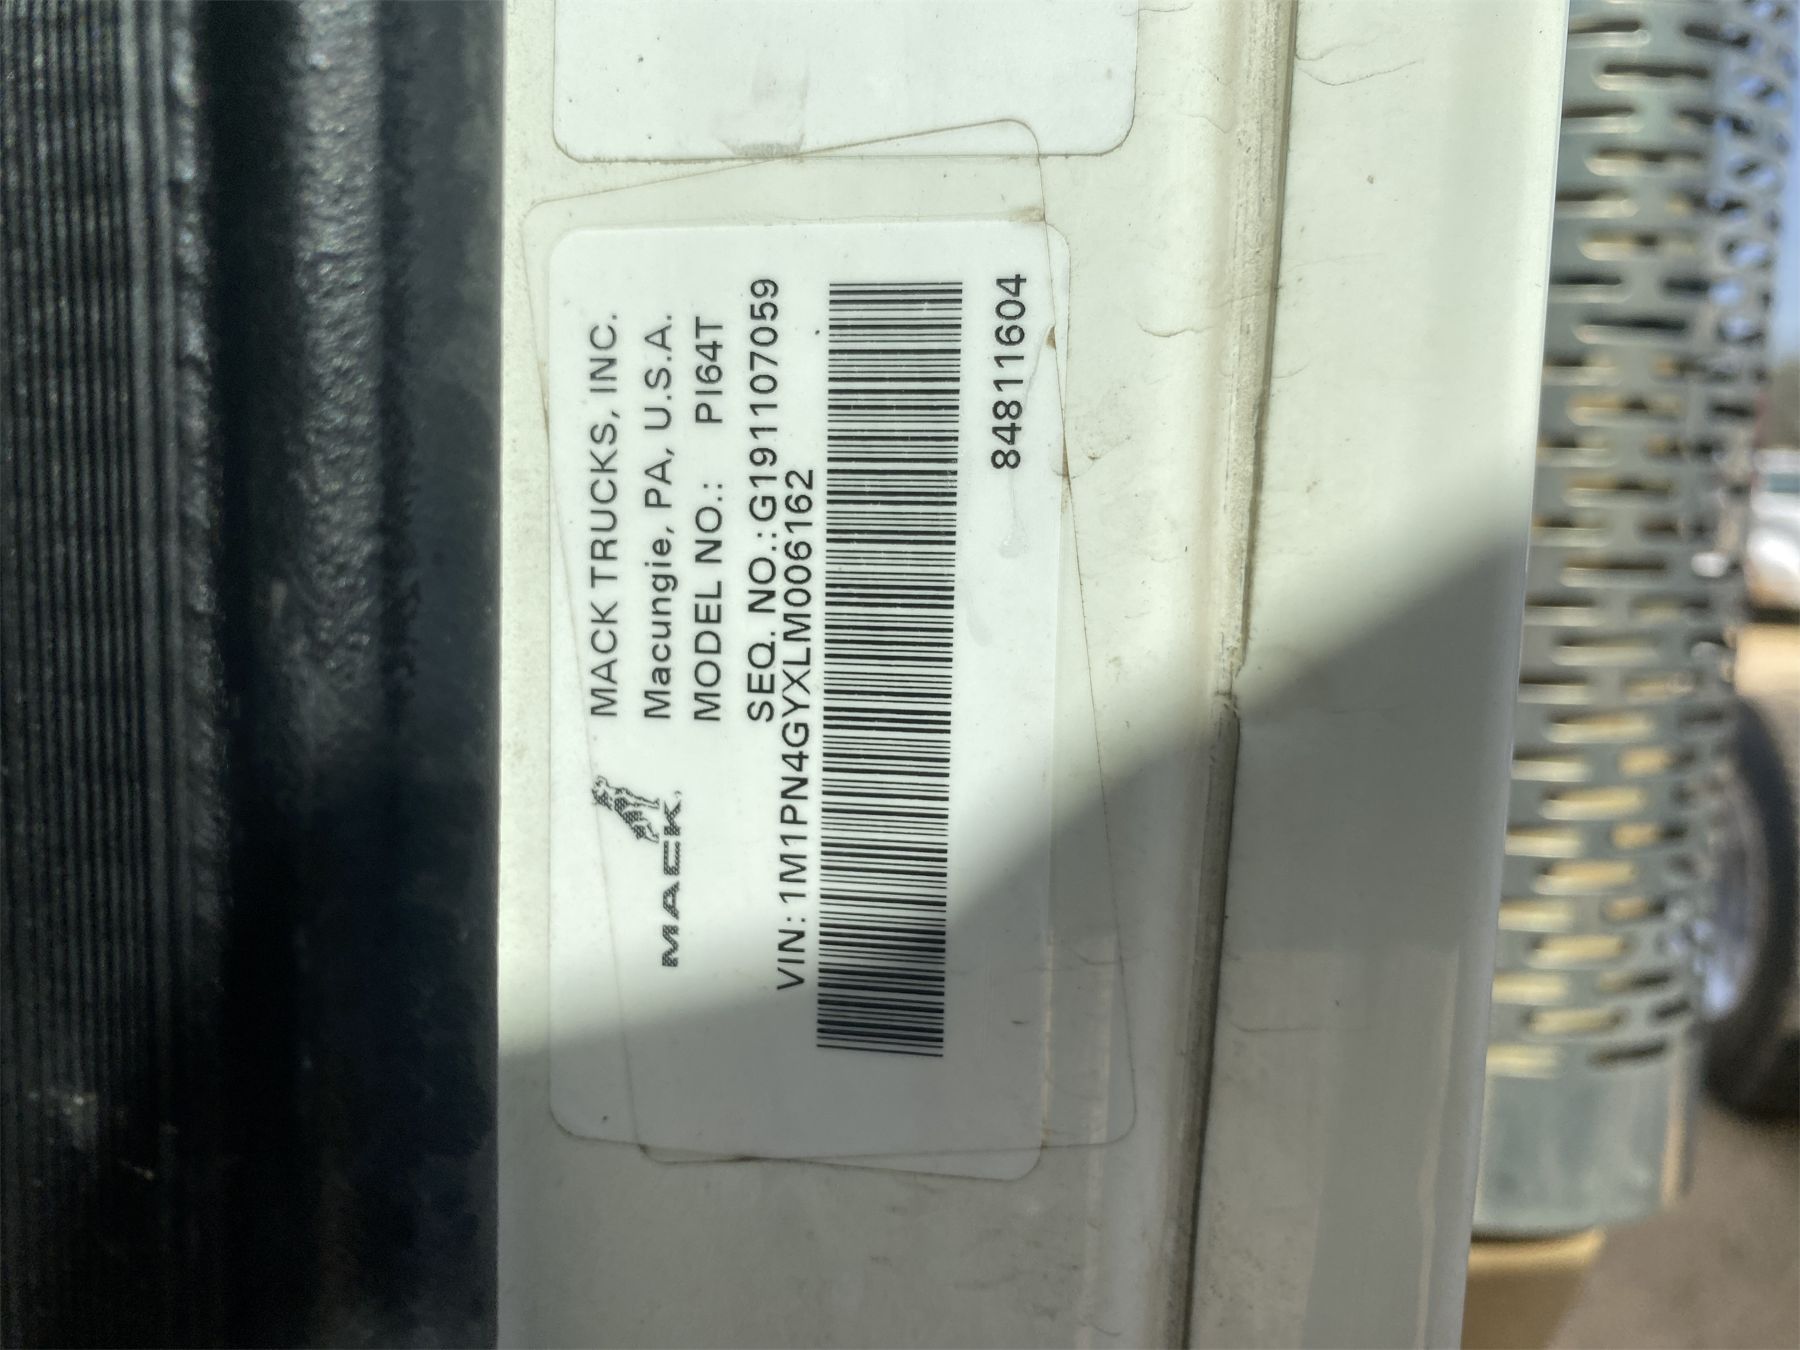 MACK TRUCKS, INC.
Macungie, PA, U.S.A.
MACK
MODEL NO.: PI64T
SEQ. NO.:G191107059
VIN:1M1PN4GYXLM006162
84811604